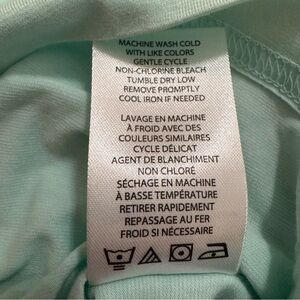 MACHINE WASH COLD
WITH LIKE COLORS
GENTLE CYCLE
NON-CHLORINE BLEACH
TUMBLE DRY LOW
REMOVE PROMPTLY
COOL IRON IF NEEDED
LAVAGE EN MACHINE
À FROID AVEC DES
COULEURS SIMILAIRES
CYCLE DÉLICAT
AGENT DE BLANCHIMENT
NON CHLORÉ
SÉCHAGE EN MACHINE
À BASSE TEMPÉRATURE
RETIRER RAPIDEMENT
REPASSAGE AU FER
FROID SI NÉCESSAIRE